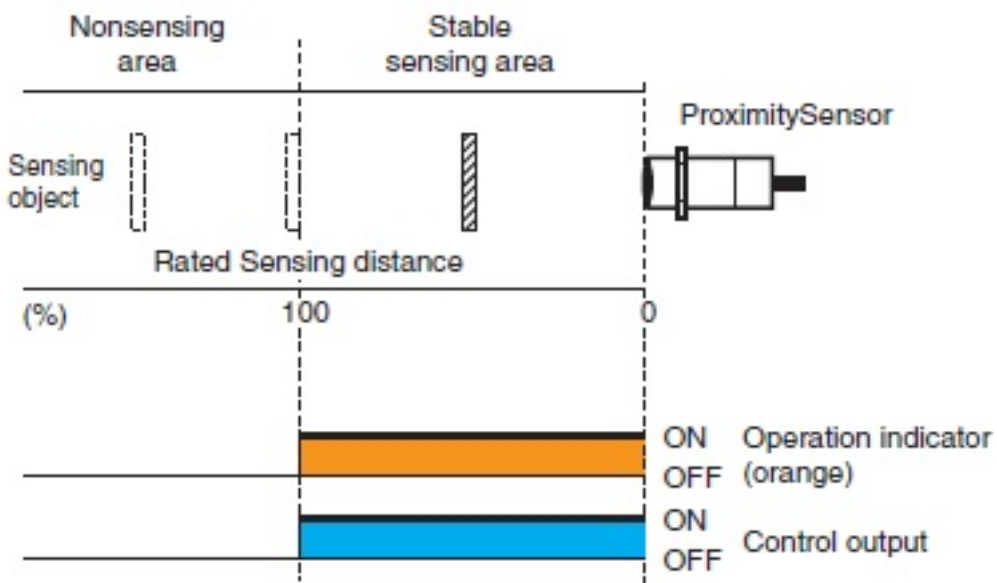 Nonsensing
area
Stable
sensing area
ProximitySensor
Sensing
object
Rated Sensing distance
(%)
100
0
ON
OFF
Operation indicator
(orange)
ON
OFF
Control output